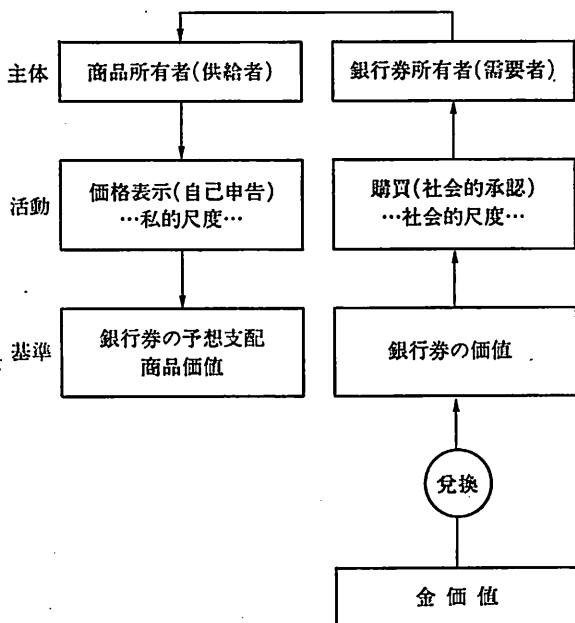 主体
商品所有者(供給者)
銀行券所有者(需要者)
活動
価格表示(自己申告)
…私的尺度…
購買(社会的承認)
…社会的尺度…
基準
銀行券の予想支配
商品価値
銀行券の価値
兌換
金価値